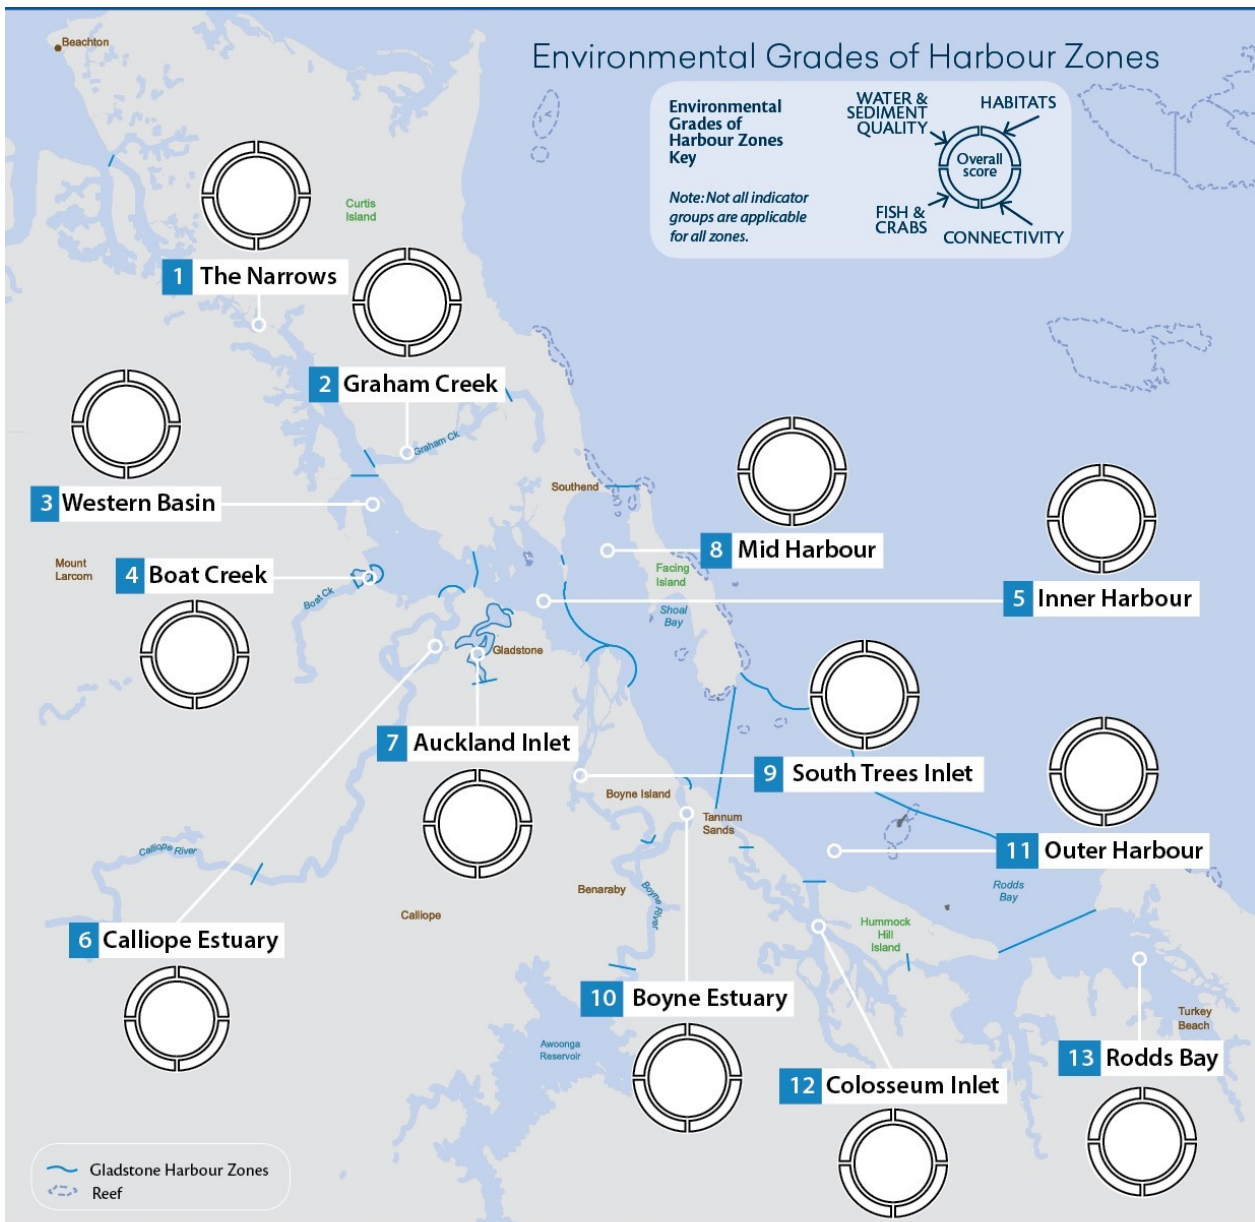 Beachton
Environmental Grades of Harbour Zones
Environmental
Grades of
Harbour Zones
Key
Note: Not all indicator
groups are applicable
for all zones.
WATER &
SEDIMENT
QUALITY
HABITATS
Overall
score
FISH &
CRABS
CONNECTIVITY
Curtis
Island
1 The Narrows
2 Graham Creek
Graham Ck
3 Western Basin
Southend
8 Mid Harbour
Mount
Larcom
4 Boat Creek
Boat Ck
Facing
Island
Shoal
Bay
5 Inner Harbour
Gladstone
7 Auckland Inlet
9 South Trees Inlet
Boyne Island
Tannum
Sands
11 Outer Harbour
Calliope River
Benaraby
Boyne River
Rodds
Bay
Calliope
Hummock
Hill
Island
6 Calliope Estuary
10 Boyne Estuary
Turkey
Beach
Awoonga
Reservoir
13 Rodds Bay
12 Colosseum Inlet
Gladstone Harbour Zones
Reef